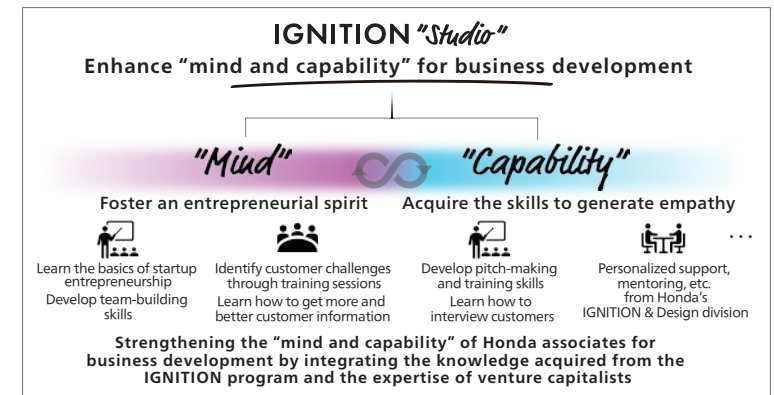 IGNITION "Studio"
Enhance “mind and capability” for business development
"Mind"
"Capability"
Foster an entrepreneurial spirit
Acquire the skills to generate empathy
Learn the basics of startup
entrepreneurship
Develop team-building
skills
Identify customer challenges
through training sessions
Learn how to get more and
better customer information
Develop pitch-making
and training skills
Learn how to
interview customers
Personalized support,
mentoring, etc.
from Honda’s
IGNITION & Design division
...
Strengthening the “mind and capability” of Honda associates for
business development by integrating the knowledge acquired from the
IGNITION program and the expertise of venture capitalists